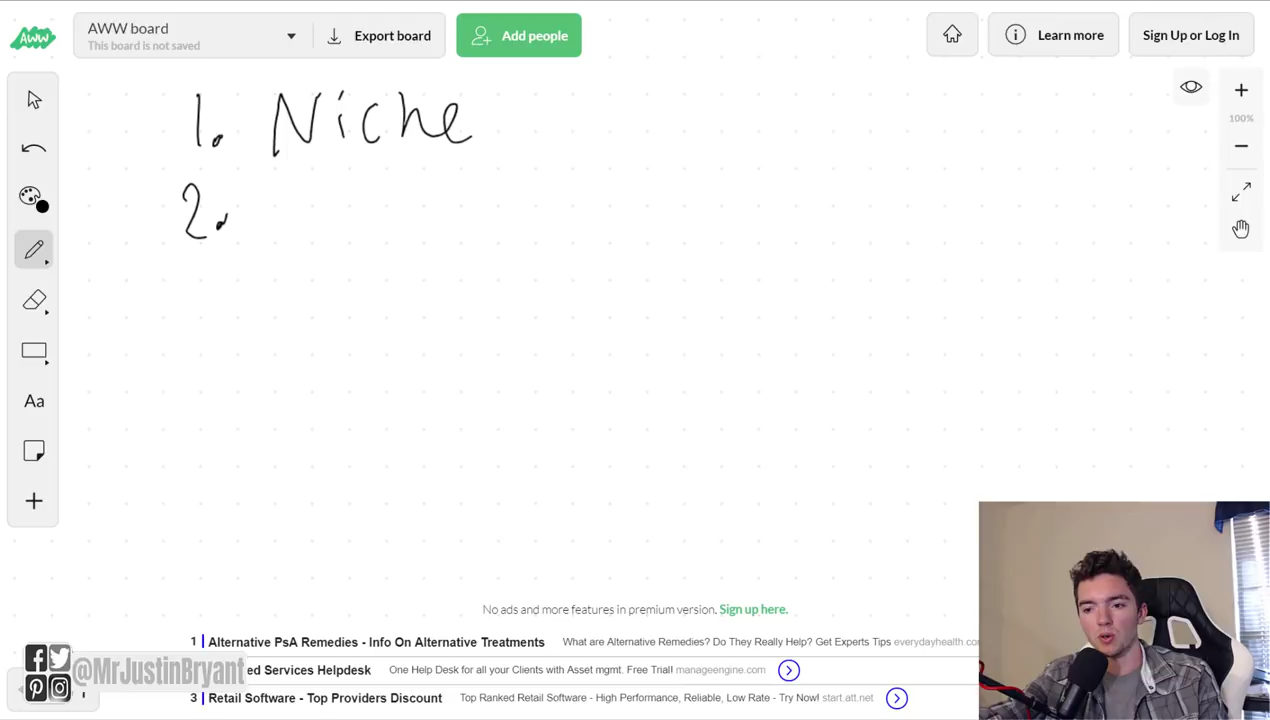 AWW
AWW board
This board is not saved
Export board
Add people
Learn more
Sign Up or Log In
100%
1. Niche
2.
Aa
No ads and more features in premium version. Sign up here.
1 Alternative PsA Remedies - Info On Alternative Treatments What are Alternative Remedies? Do They Really Help? Get Experts Tips everydayhealth.co
ed Services Helpdesk One Help Desk for all your Clients with Asset mgmt. Free Trial! manageengine.com
@MrJustinBryant
3 Retail Software - Top Providers Discount Top Ranked Retail Software - High Performance, Reliable, Low Rate - Try Now! start.att.net